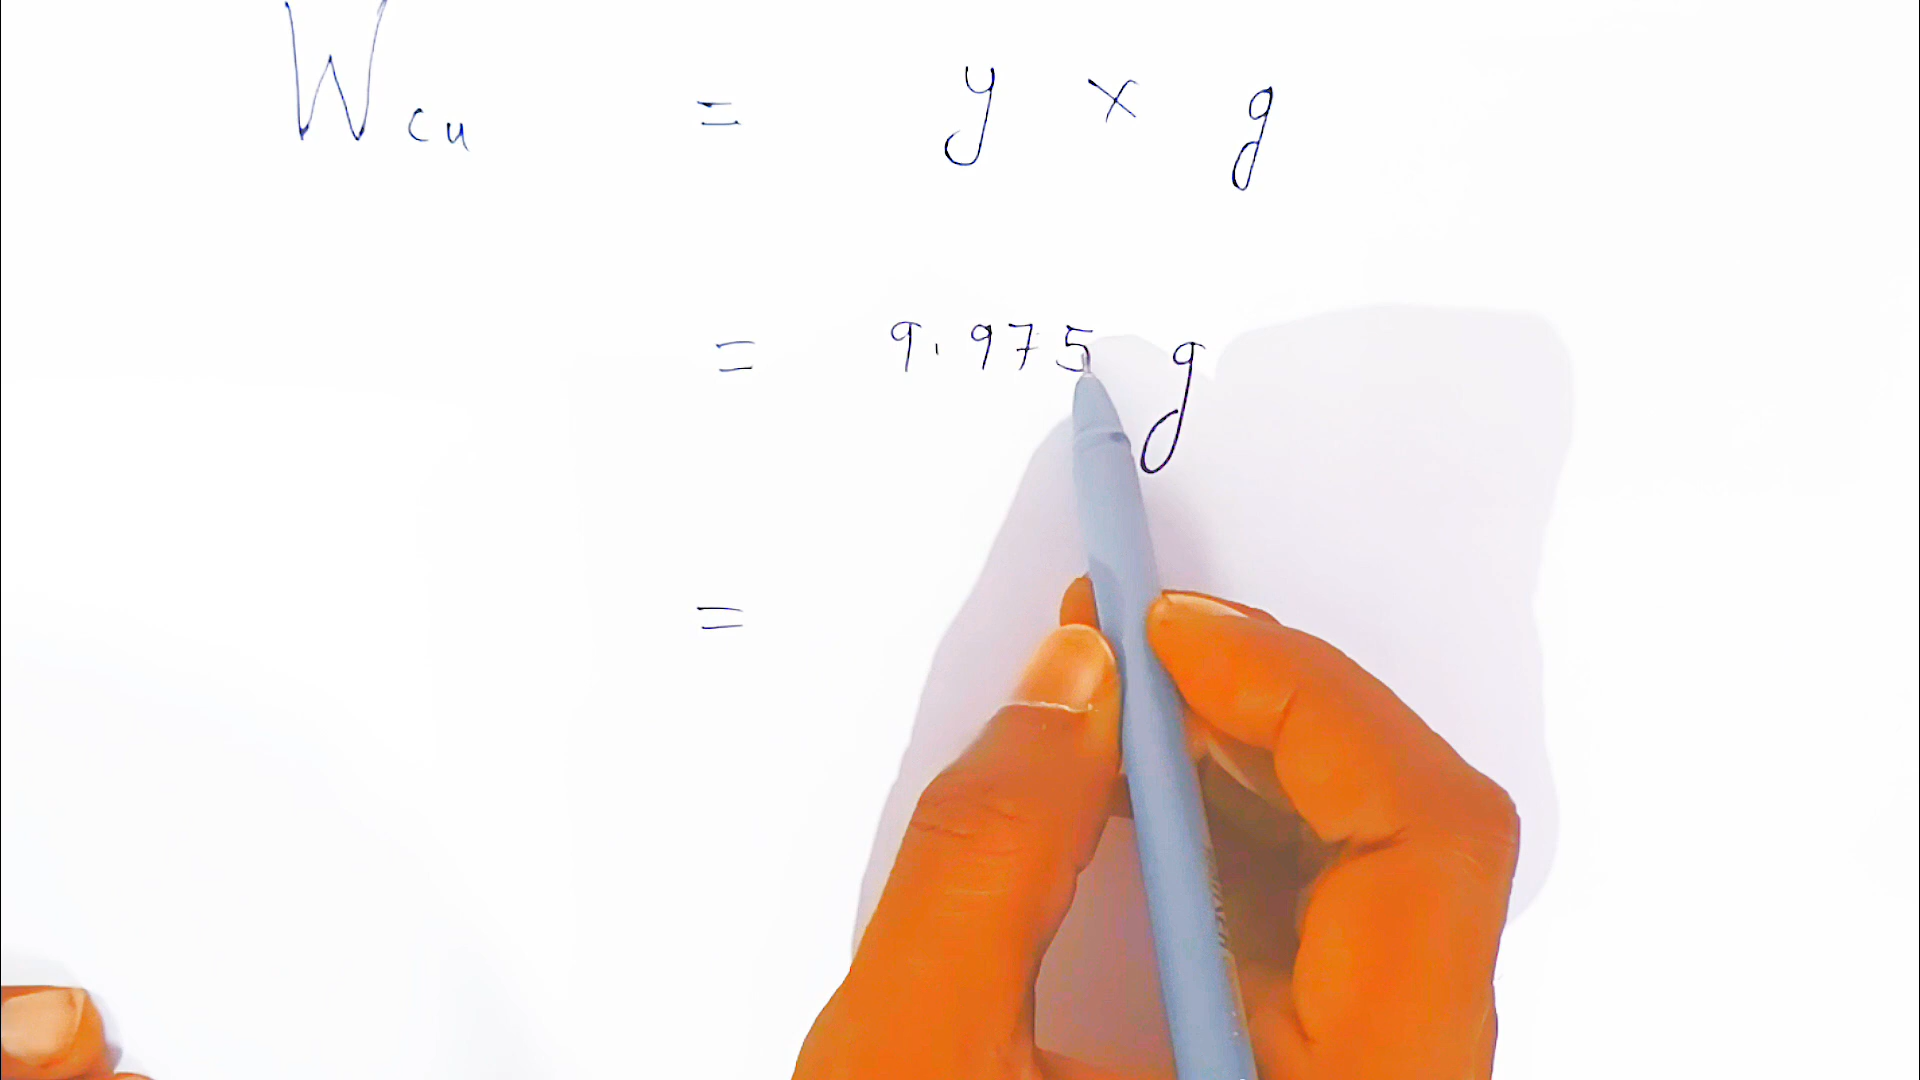 Wcu = y × g
= 9.975 g
=